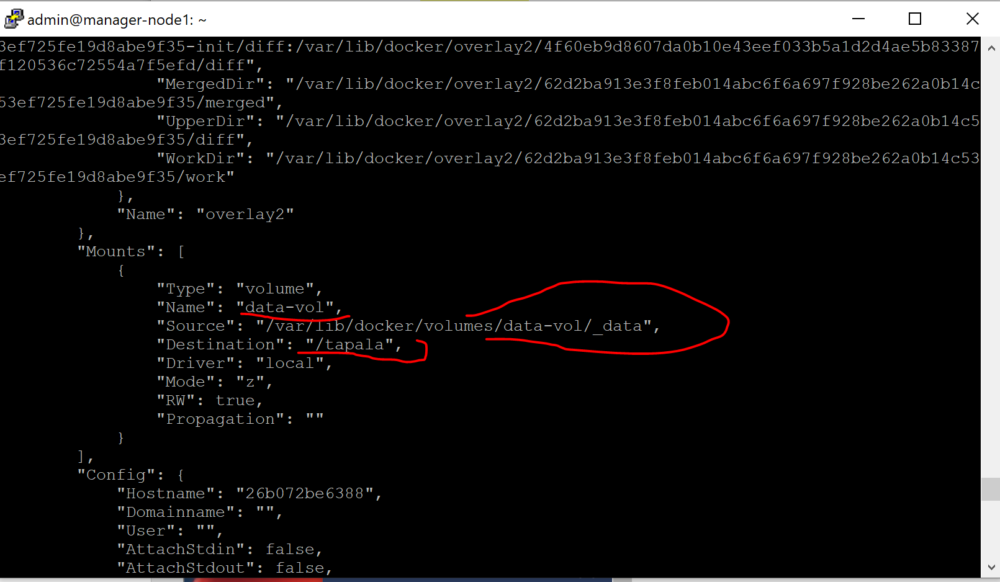 admin@manager-node1: ~
3ef725fe19d8abe9f35-init/diff:/var/lib/docker/overlay2/4f60eb9d8607da0b10e43eef033b5a1d2d4ae5b83387
f120536c72554a7f5efd/diff",
"MergedDir": "/var/lib/docker/overlay2/62d2ba913e3f8feb014abc6f6a697f928be262a0b14c
53ef725fe19d8abe9f35/merged",
"UpperDir": "/var/lib/docker/overlay2/62d2ba913e3f8feb014abc6f6a697f928be262a0b14c5
3ef725fe19d8abe9f35/diff",
"WorkDir": "/var/lib/docker/overlay2/62d2ba913e3f8feb014abc6f6a697f928be262a0b14c53
ef725fe19d8abe9f35/work"
},
"Name": "overlay2"
},
"Mounts": [
{
"Type": "volume",
"Name": "data-vol",
"Source": "/var/lib/docker/volumes/data-vol/_data",
"Destination": "/tapala",
"Driver": "local",
"Mode": "z",
"RW": true,
"Propagation": ""
}
],
"Config": {
"Hostname": "26b072be6388",
"Domainname": "",
"User": "",
"AttachStdin": false,
"AttachStdout": false,